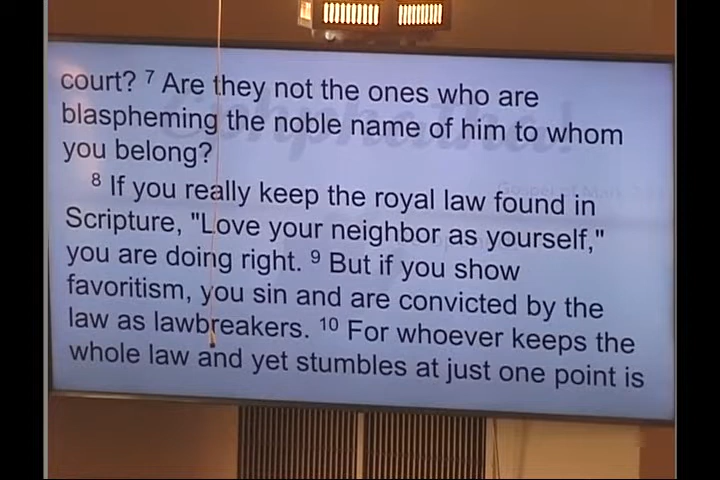 court? 7 Are they not the ones who are
blaspheming the noble name of him to whom
you belong?
8 If you really keep the royal law found in
Scripture, "Love your neighbor as yourself,"
you are doing right. 9 But if you show
favoritism, you sin and are convicted by the
law as lawbreakers. 10 For whoever keeps the
whole law and yet stumbles at just one point is